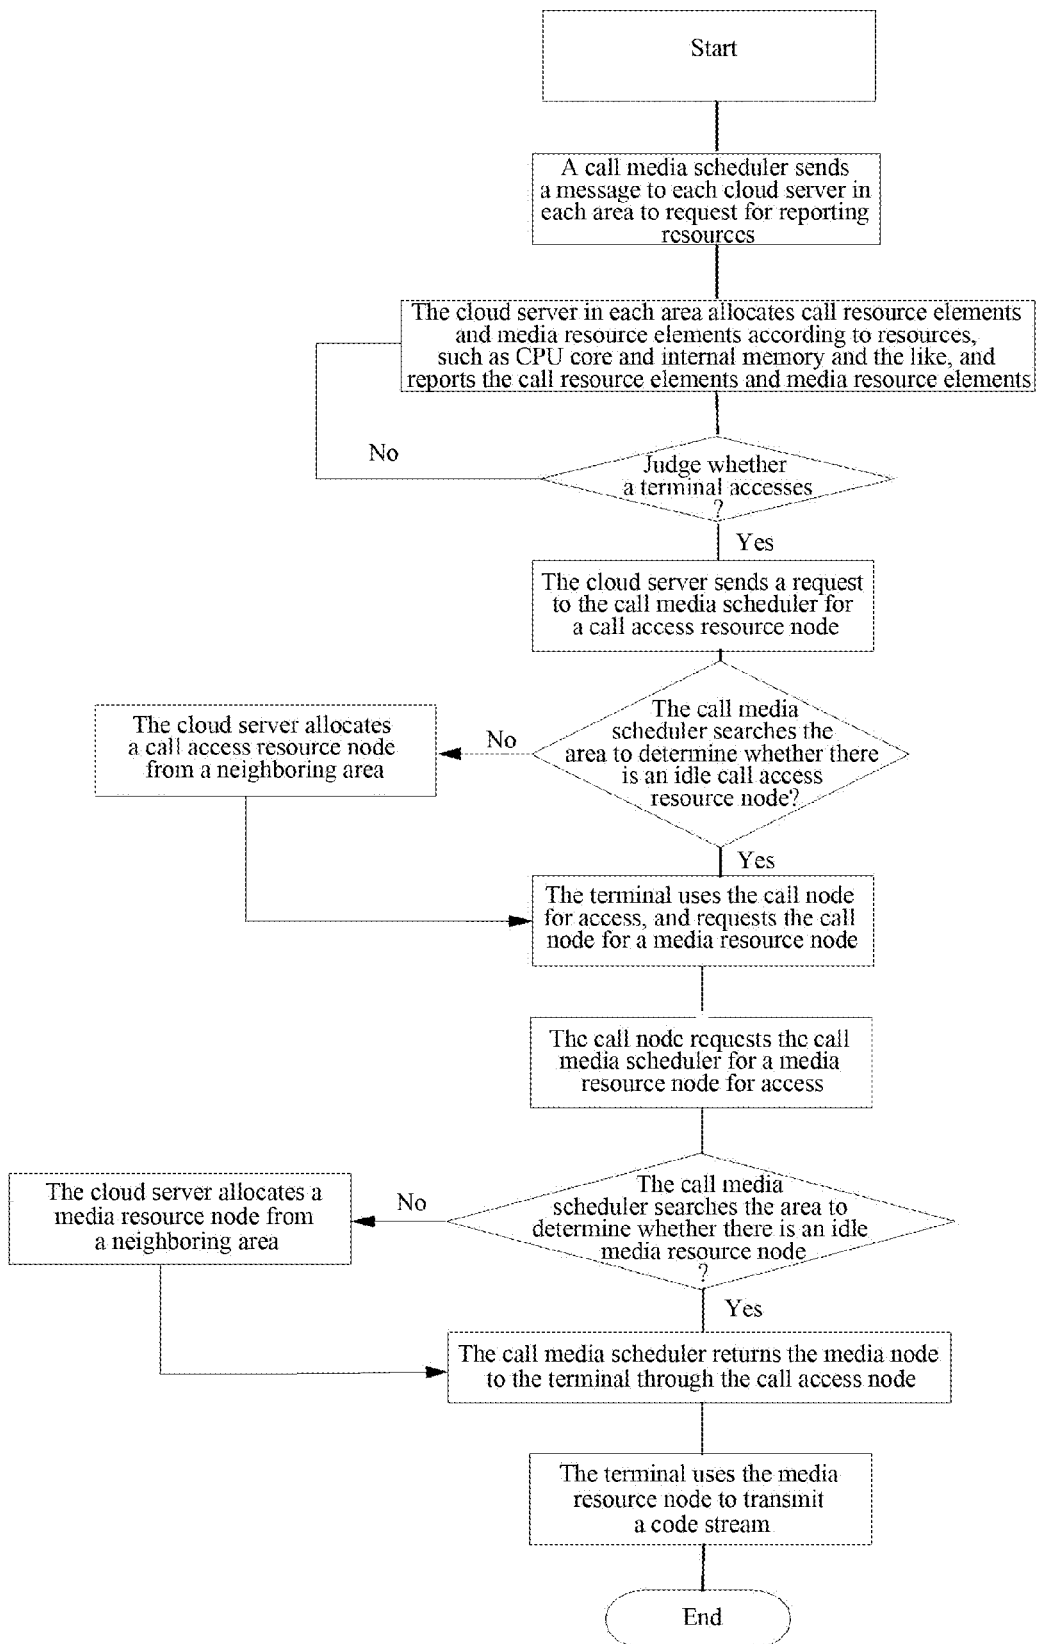 Start
A call media scheduler sends
a message to each cloud server in
each area to request for reporting
resources
The cloud server in each area allocates call resource elements
and media resource elements according to resources,
such as CPU core and internal memory and the like, and
reports the call resource elements and media resource elements
No
Judge whether
a terminal accesses
?
Yes
The cloud server sends a request
to the call media scheduler for
a call access resource node
The call media
scheduler searches the
area to determine whether there
is an idle call access
resource node?
No
The cloud server allocates
a call access resource node
from a neighboring area
Yes
The terminal uses the call node
for access, and requests the call
node for a media resource node
The call node requests the call
media scheduler for a media
resource node for access
The call media
scheduler searches the area to
determine whether there is an idle
media resource node
?
No
The cloud server allocates a
media resource node from
a neighboring area
Yes
The call media scheduler returns the media node
to the terminal through the call access node
The terminal uses the media
resource node to transmit
a code stream
End